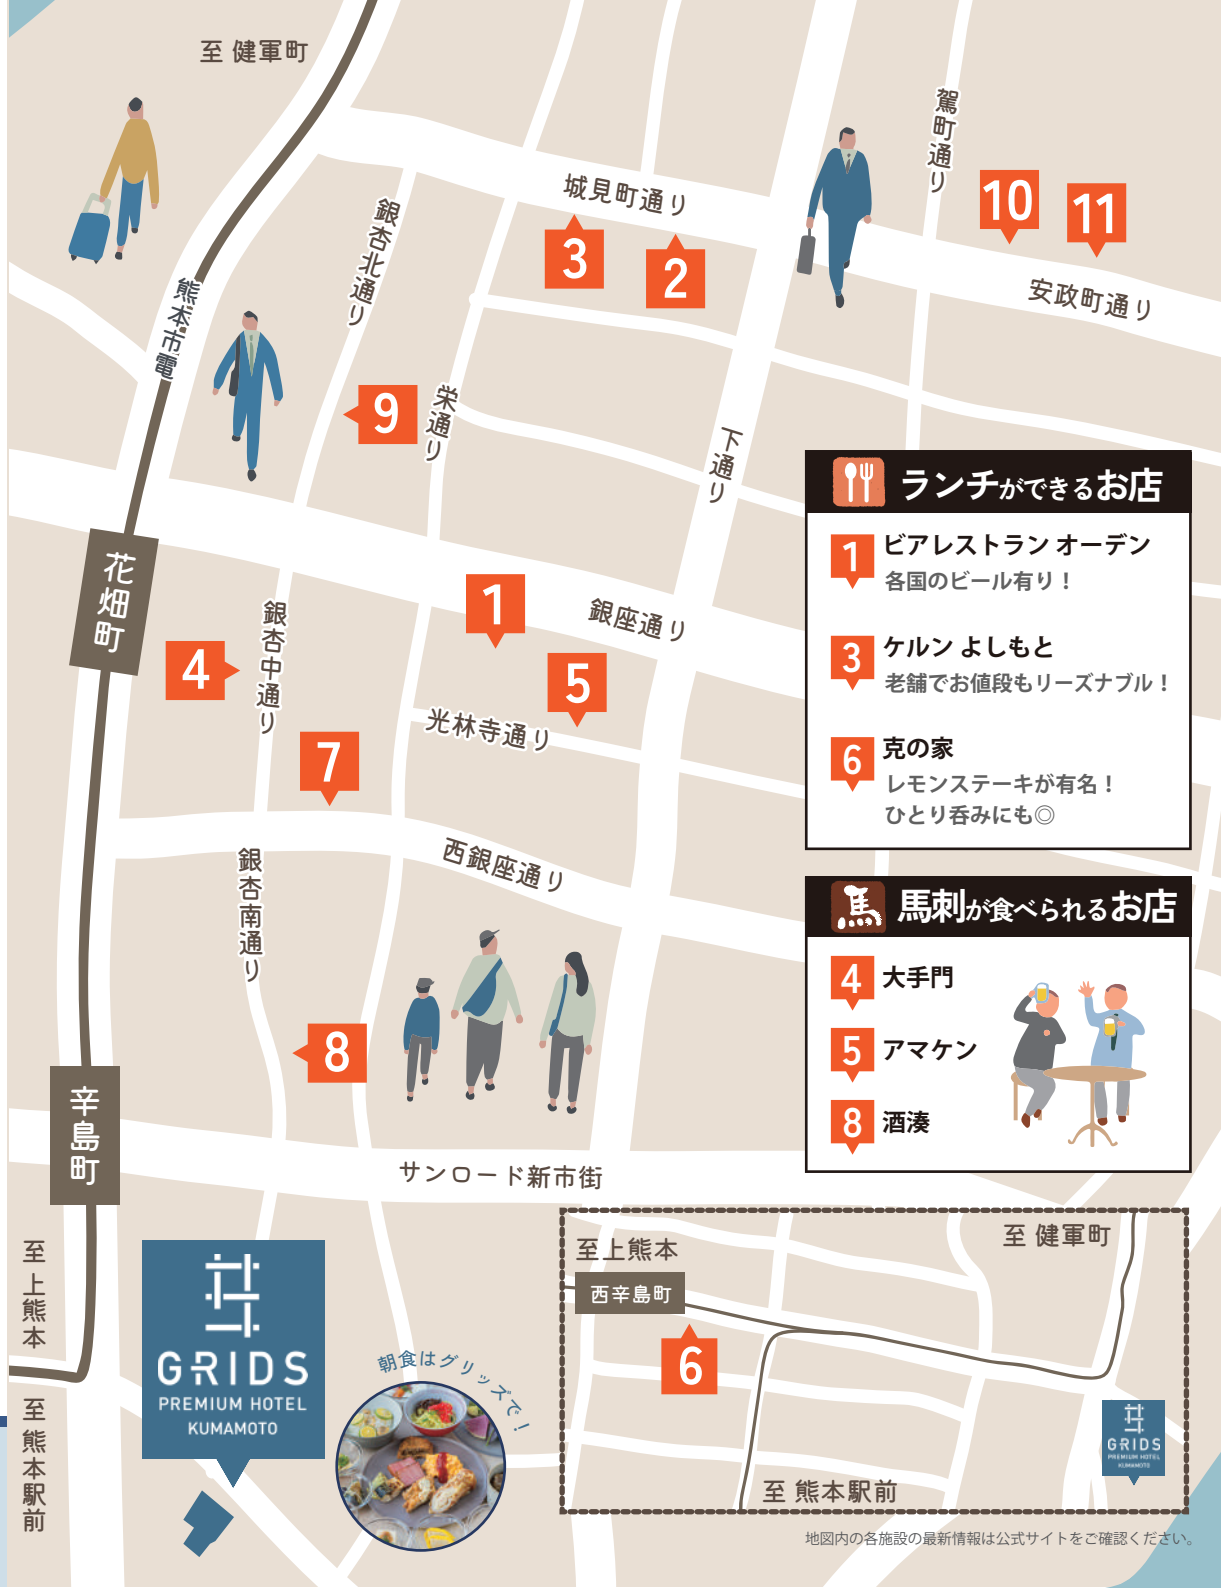 至 健軍町
駕町通り
城見町通り
10
11
銀杏北通り
3
2
熊本市電
安政町通り
9
栄通り
下通り
ランチができるお店
1
ビアレストラン オーデン
各国のビール有り！
3
ケルン よしもと
老舗でお値段もリーズナブル！
6
克の家
レモンステーキが有名！
ひとり呑みにも◎
花畑町
1
銀座通り
銀杏中通り
4
5
光林寺通り
7
西銀座通り
銀杏南通り
馬
馬刺が食べられるお店
4
大手門
5
アマケン
8
酒湊
8
辛島町
サンロード新市街
至 上熊本
至 熊本駅前
GRIDS
PREMIUM HOTEL
KUMAMOTO
朝食はグリッズで！
至上熊本
至 健軍町
西辛島町
6
GRIDS
PREMIUM HOTEL
KUMAMOTO
至 熊本駅前
地図内の各施設の最新情報は公式サイトをご確認ください。